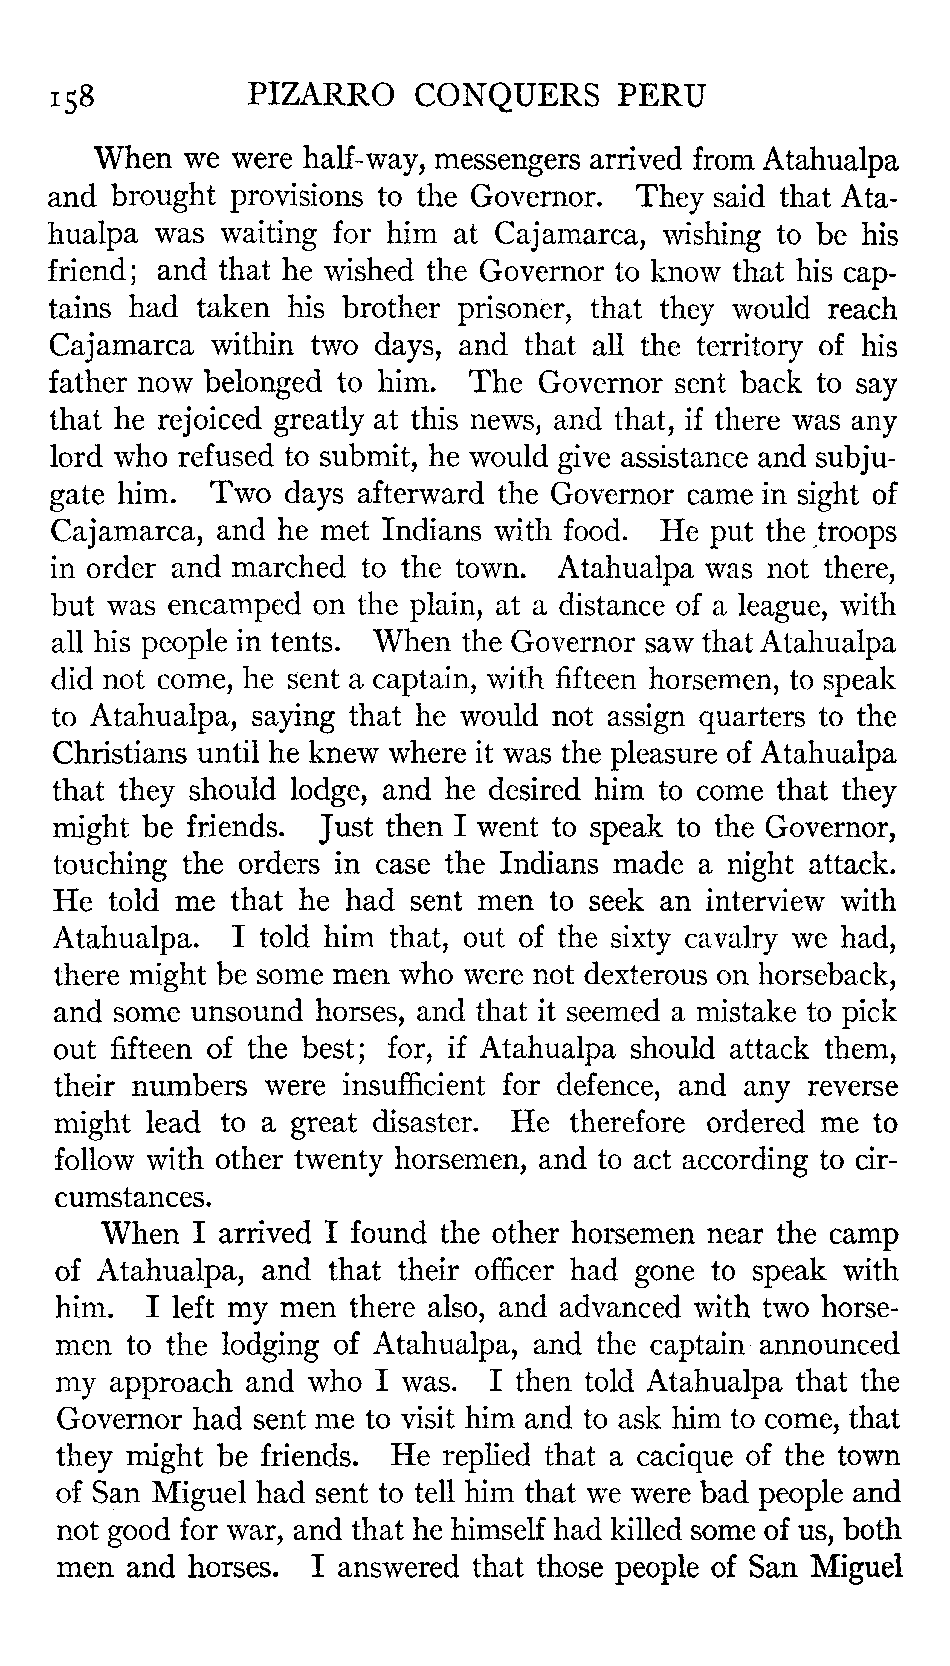 158 PIZARRO CONQUERS PERU
When we were half-way, messengers arrived from Atahualpa
and brought provisions to the Governor. They said that Ata-
hualpa was waiting for him at Cajamarca, wishing to be his
friend; and that he wished the Governor to know that his cap-
tains had taken his brother prisoner, that they would reach
Cajamarca within two days, and that all the territory of his
father now belonged to him. The Governor sent back to say
that he rejoiced greatly at this news, and that, if there was any
lord who refused to submit, he would give assistance and subju-
gate him. Two days afterward the Governor came in sight of
Cajamarca, and he met Indians with food. He put the troops
in order and marched to the town. Atahualpa was not there,
but was encamped on the plain, at a distance of a league, with
all his people in tents. When the Governor saw that Atahualpa
did not come, he sent a captain, with fifteen horsemen, to speak
to Atahualpa, saying that he would not assign quarters to the
Christians until he knew where it was the pleasure of Atahualpa
that they should lodge, and he desired him to come that they
might be friends. Just then I went to speak to the Governor,
touching the orders in case the Indians made a night attack.
He told me that he had sent men to seek an interview with
Atahualpa. I told him that, out of the sixty cavalry we had,
there might be some men who were not dexterous on horseback,
and some unsound horses, and that it seemed a mistake to pick
out fifteen of the best; for, if Atahualpa should attack them,
their numbers were insufficient for defence, and any reverse
might lead to a great disaster. He therefore ordered me to
follow with other twenty horsemen, and to act according to cir-
cumstances.
When I arrived I found the other horsemen near the camp
of Atahualpa, and that their officer had gone to speak with
him. I left my men there also, and advanced with two horse-
men to the lodging of Atahualpa, and the captain announced
my approach and who I was. I then told Atahualpa that the
Governor had sent me to visit him and to ask him to come, that
they might be friends. He replied that a cacique of the town
of San Miguel had sent to tell him that we were bad people and
not good for war, and that he himself had killed some of us, both
men and horses. I answered that those people of San Miguel